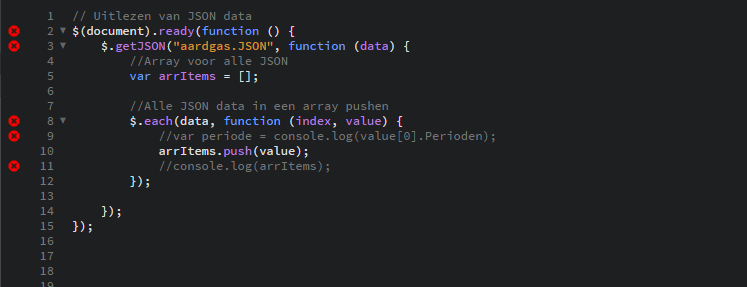 1 // Uitlezen van JSON data
2 $(document).ready(function () {
3 $.getJSON("aardgas.JSON", function (data) {
4 //Array voor alle JSON
5 var arrItems = [];
6
7 //Alle JSON data in een array pushen
8 $.each(data, function (index, value) {
9 //var periode = console.log(value[0].Perioden);
10 arrItems.push(value);
11 //console.log(arrItems);
12 });
13
14 });
15 });
16
17
18
19